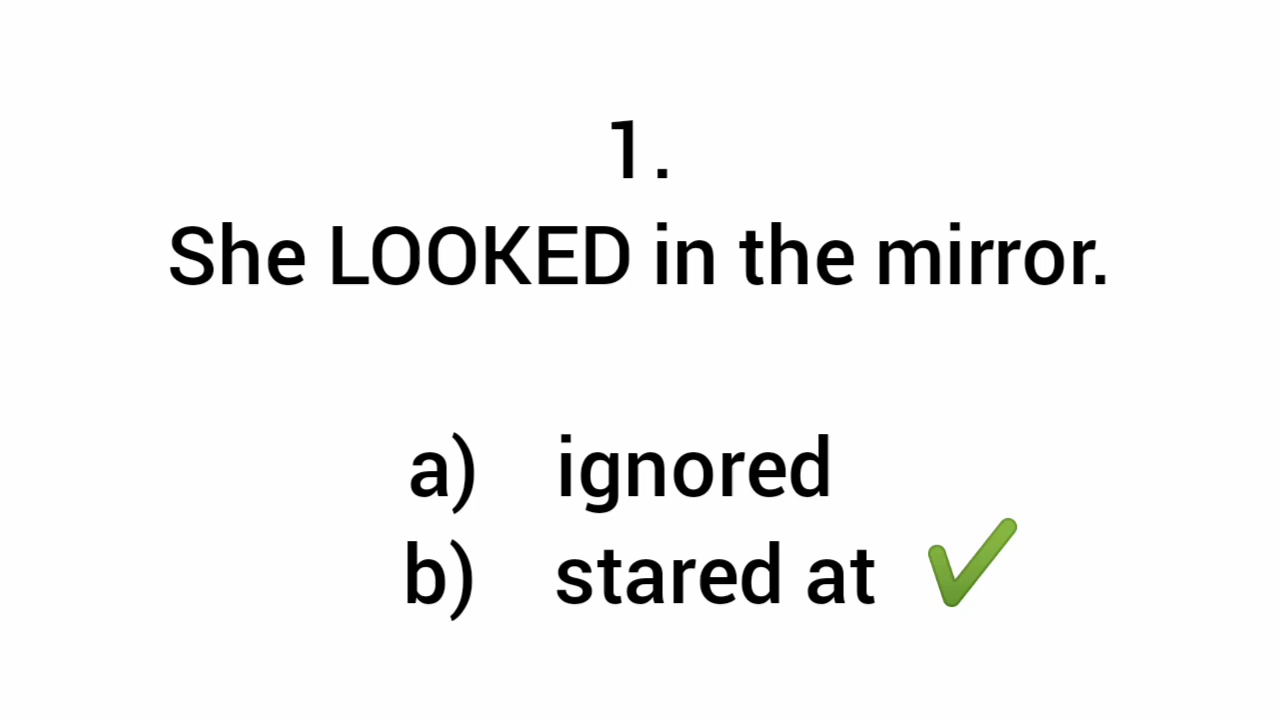 1.
She LOOKED in the mirror.
a) ignored
b) stared at ✔